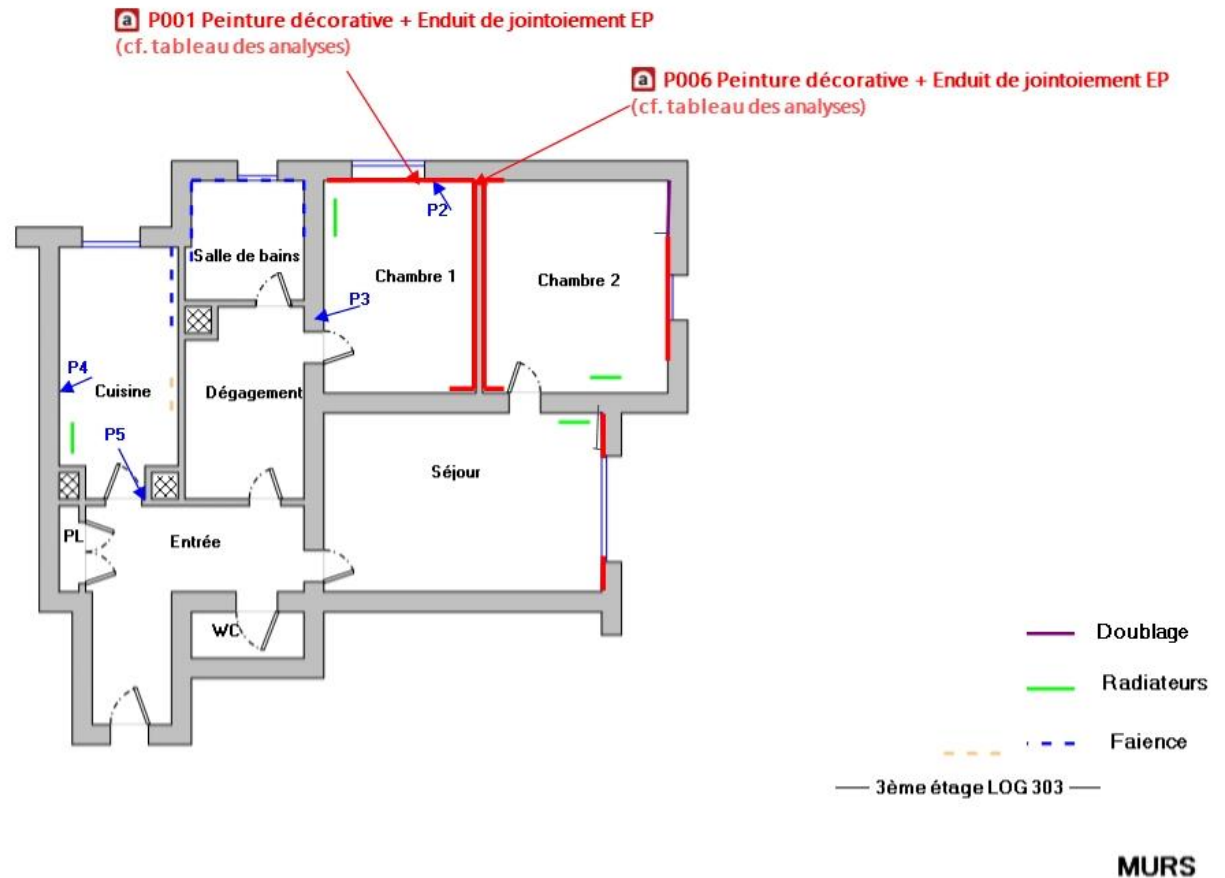 a P001 Peinture décorative + Enduit de jointoiement EP
(cf. tableau des analyses)
a P006 Peinture décorative + Enduit de jointoiement EP
(cf. tableau des analyses)
P2
Salle de bains
Chambre 1
Chambre 2
P3
P4
Cuisine
Dégagement
P5
Séjour
PL
Entrée
WC
Doublage
Radiateurs
Faience
3ème étage LOG 303
MURS